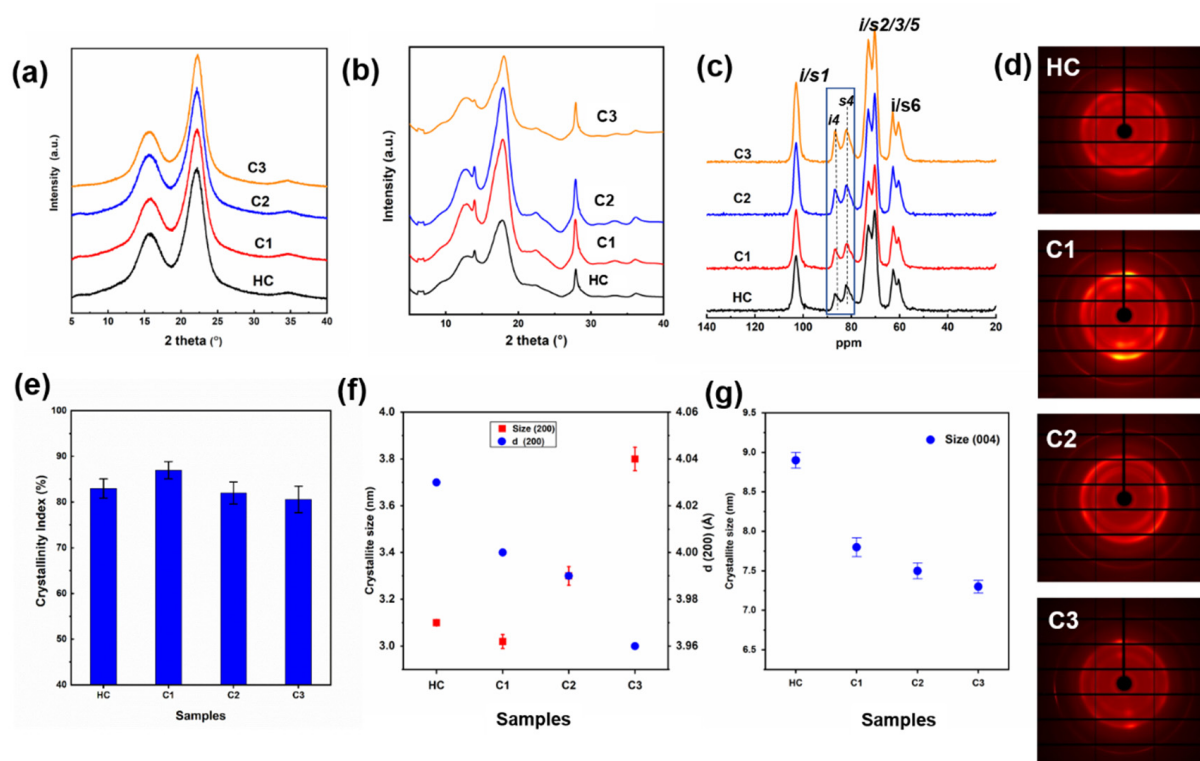 (a)
Intensity (a.u.)
C3
C2
C1
HC
5 10 15 20 25 30 35 40
2 theta (°)
(b)
Intensity (a.u.)
C3
C2
C1
HC
10 20 30 40
2 theta (°)
(c)
i/s2/3/5
i/s1
i4
s4
i/s6
C3
C2
C1
HC
140 120 100 80 60 40 20
ppm
(d)
HC
C1
C2
C3
(e)
Crystallinity Index (%)
100
90
80
70
60
50
40
HC C1 C2 C3
Samples
(f)
Crystallite size (nm)
4.0
3.8
3.6
3.4
3.2
3.0
Size (200)
d (200)
4.06
4.04
4.02
4.00
3.98
3.96
d (200) (Å)
HC C1 C2 C3
Samples
(g)
Crystallite size (nm)
9.5
9.0
8.5
8.0
7.5
7.0
6.5
Size (004)
HC C1 C2 C3
Samples